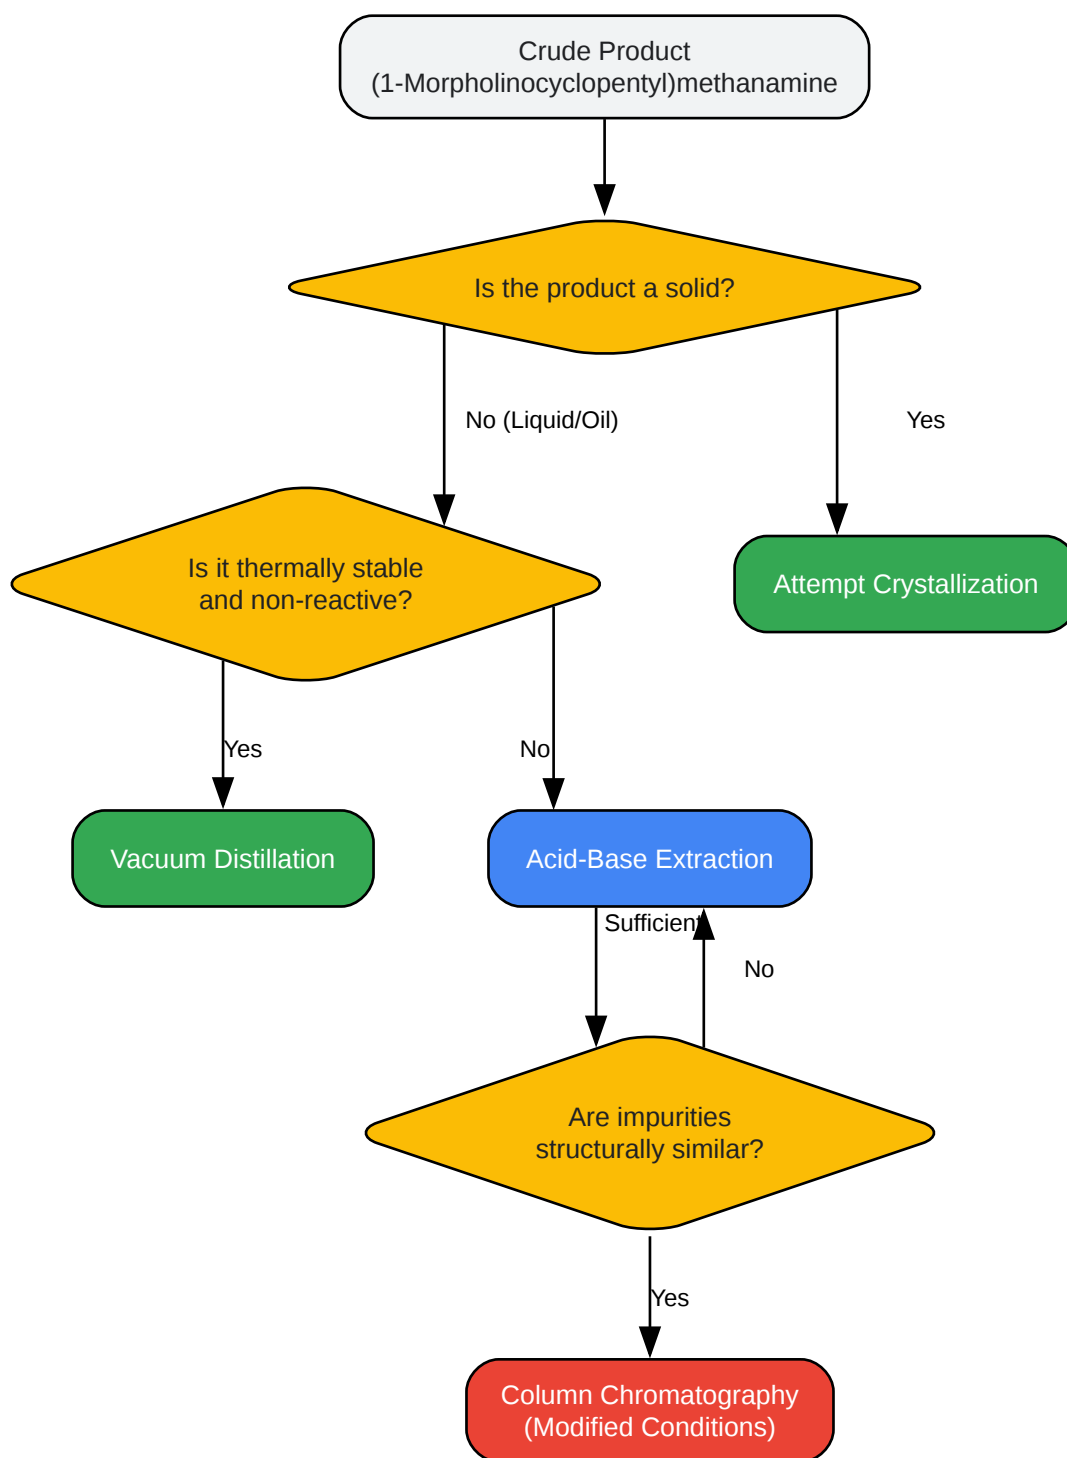 Crude Product
(1-Morpholinocyclopentyl)methanamine
Is the product a solid?
No (Liquid/Oil)
Yes
Is it thermally stable
and non-reactive?
Attempt Crystallization
Yes
No
Vacuum Distillation
Acid-Base Extraction
Sufficient
No
Are impurities
structurally similar?
Yes
Column Chromatography
(Modified Conditions)